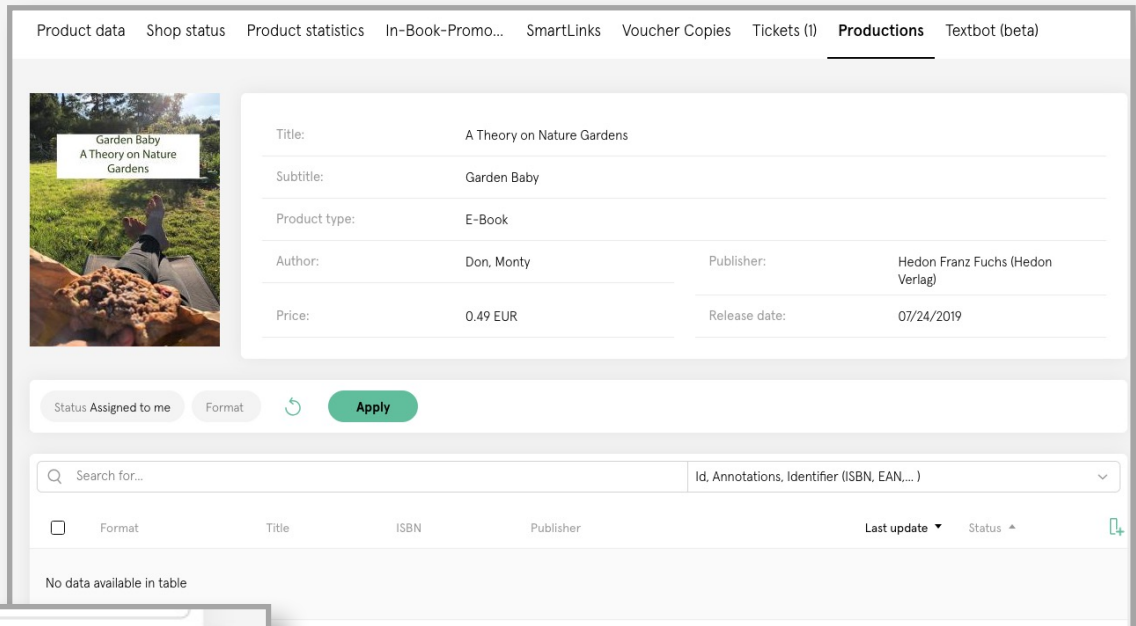 Product data Shop status Product statistics In-Book-Promo... SmartLinks Voucher Copies Tickets (1) Productions Textbot (beta)
Garden Baby
A Theory on Nature
Gardens
Title: A Theory on Nature Gardens
Subtitle: Garden Baby
Product type: E-Book
Author: Don, Monty Publisher: Hedon Franz Fuchs (Hedon
Verlag)
Price: 0.49 EUR Release date: 07/24/2019
Status Assigned to me Format Apply
Search for... Id, Annotations, Identifier (ISBN, EAN,... )
Format Title ISBN Publisher Last update Status
No data available in table